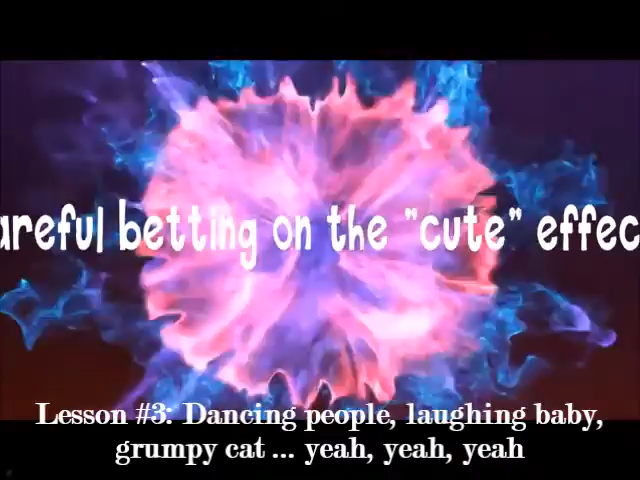 areful betting on the "cute" effec
Lesson #3: Dancing people, laughing baby,
grumpy cat ... yeah, yeah, yeah